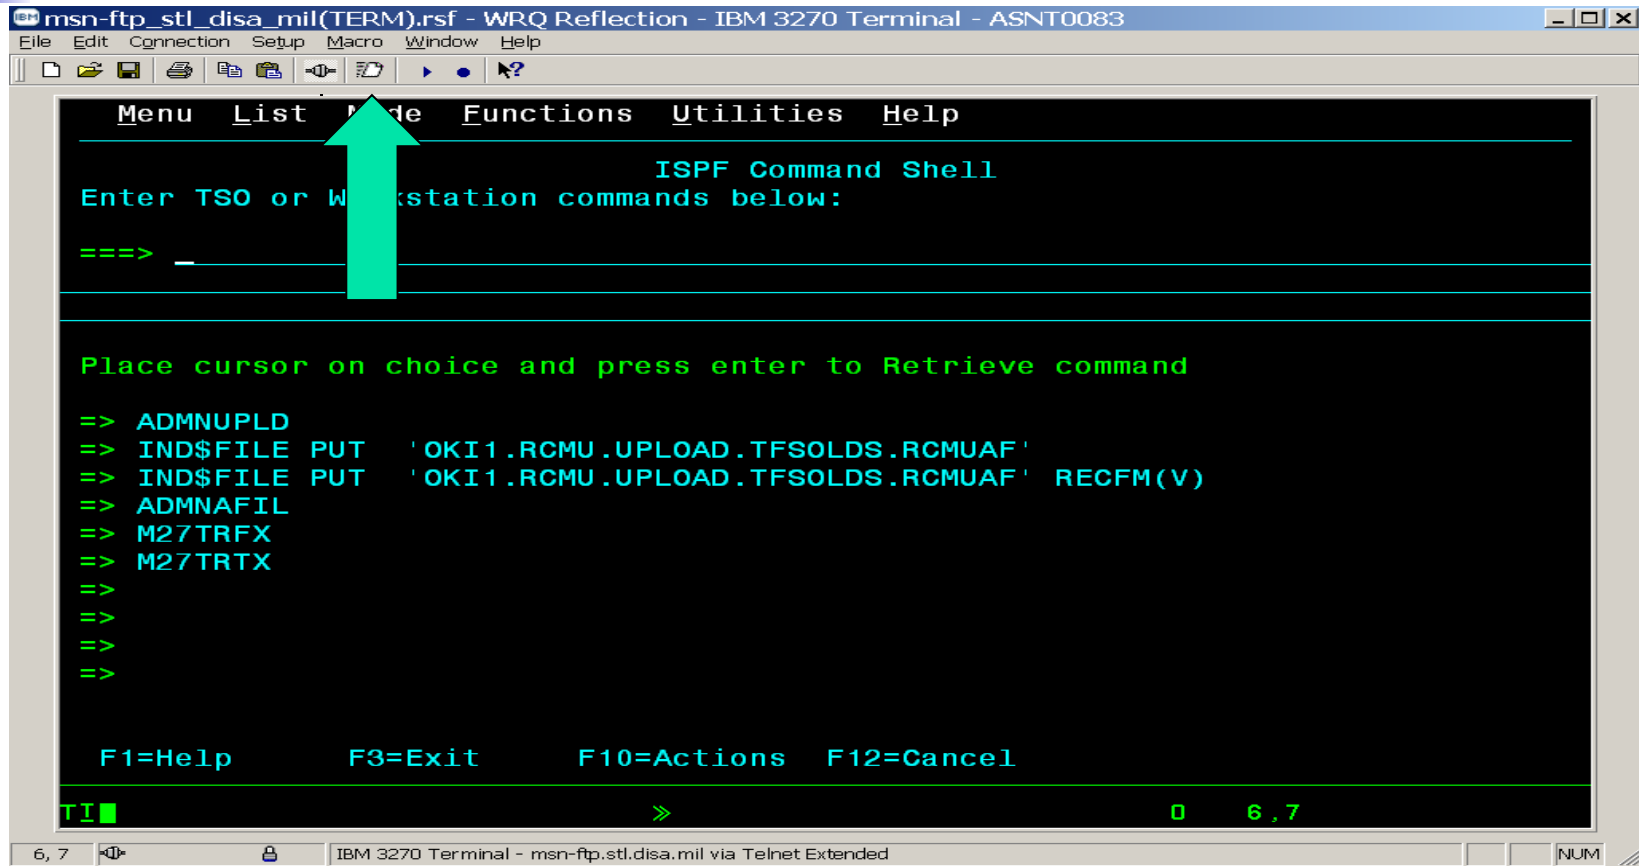 msn-ftp_stl_disa_mil(TERM).rsf - WRQ Reflection - IBM 3270 Terminal - ASNT0083
File Edit Connection Setup Macro Window Help
Menu List Functions Utilities Help
ISPF Command Shell
Enter TSO or Workstation commands below:
===> _
Place cursor on choice and press enter to Retrieve command
=> ADMNUPLD
=> IND$FILE PUT 'OKI1.RCMU.UPLOAD.TFSOLDS.RCMUAF'
=> IND$FILE PUT 'OKI1.RCMU.UPLOAD.TFSOLDS.RCMUAF' RECFM(V)
=> ADMNAFIL
=> M27TRFX
=> M27TRTX
=>
=>
=>
=>
F1=Help F3=Exit F10=Actions F12=Cancel
TI » 0 6,7
6, 7 IBM 3270 Terminal - msn-ftp.stl.disa.mil via Telnet Extended NUM